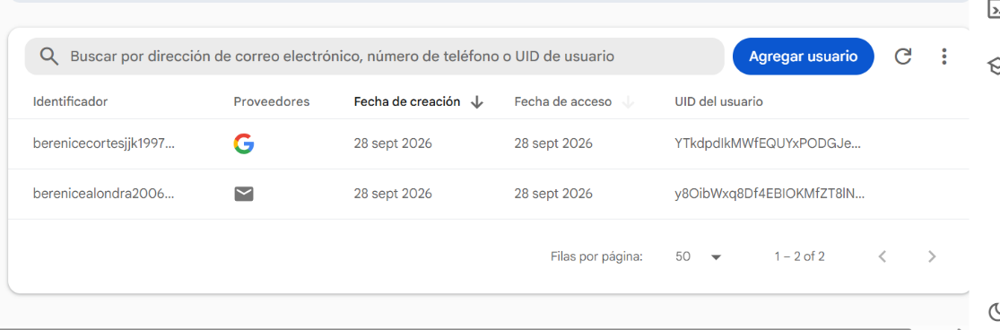 Buscar por dirección de correo electrónico, número de teléfono o UID de usuario Agregar usuario
Identificador Proveedores Fecha de creación Fecha de acceso UID del usuario
berenicecortesjjk1997... 28 sept 2026 28 sept 2026 YTkdpdIkMWfEQUYxPODGJe...
berenicealondra2006... 28 sept 2026 28 sept 2026 y8OibWxq8Df4EBIOKMfZT8lN...
Filas por página: 50 1 – 2 of 2